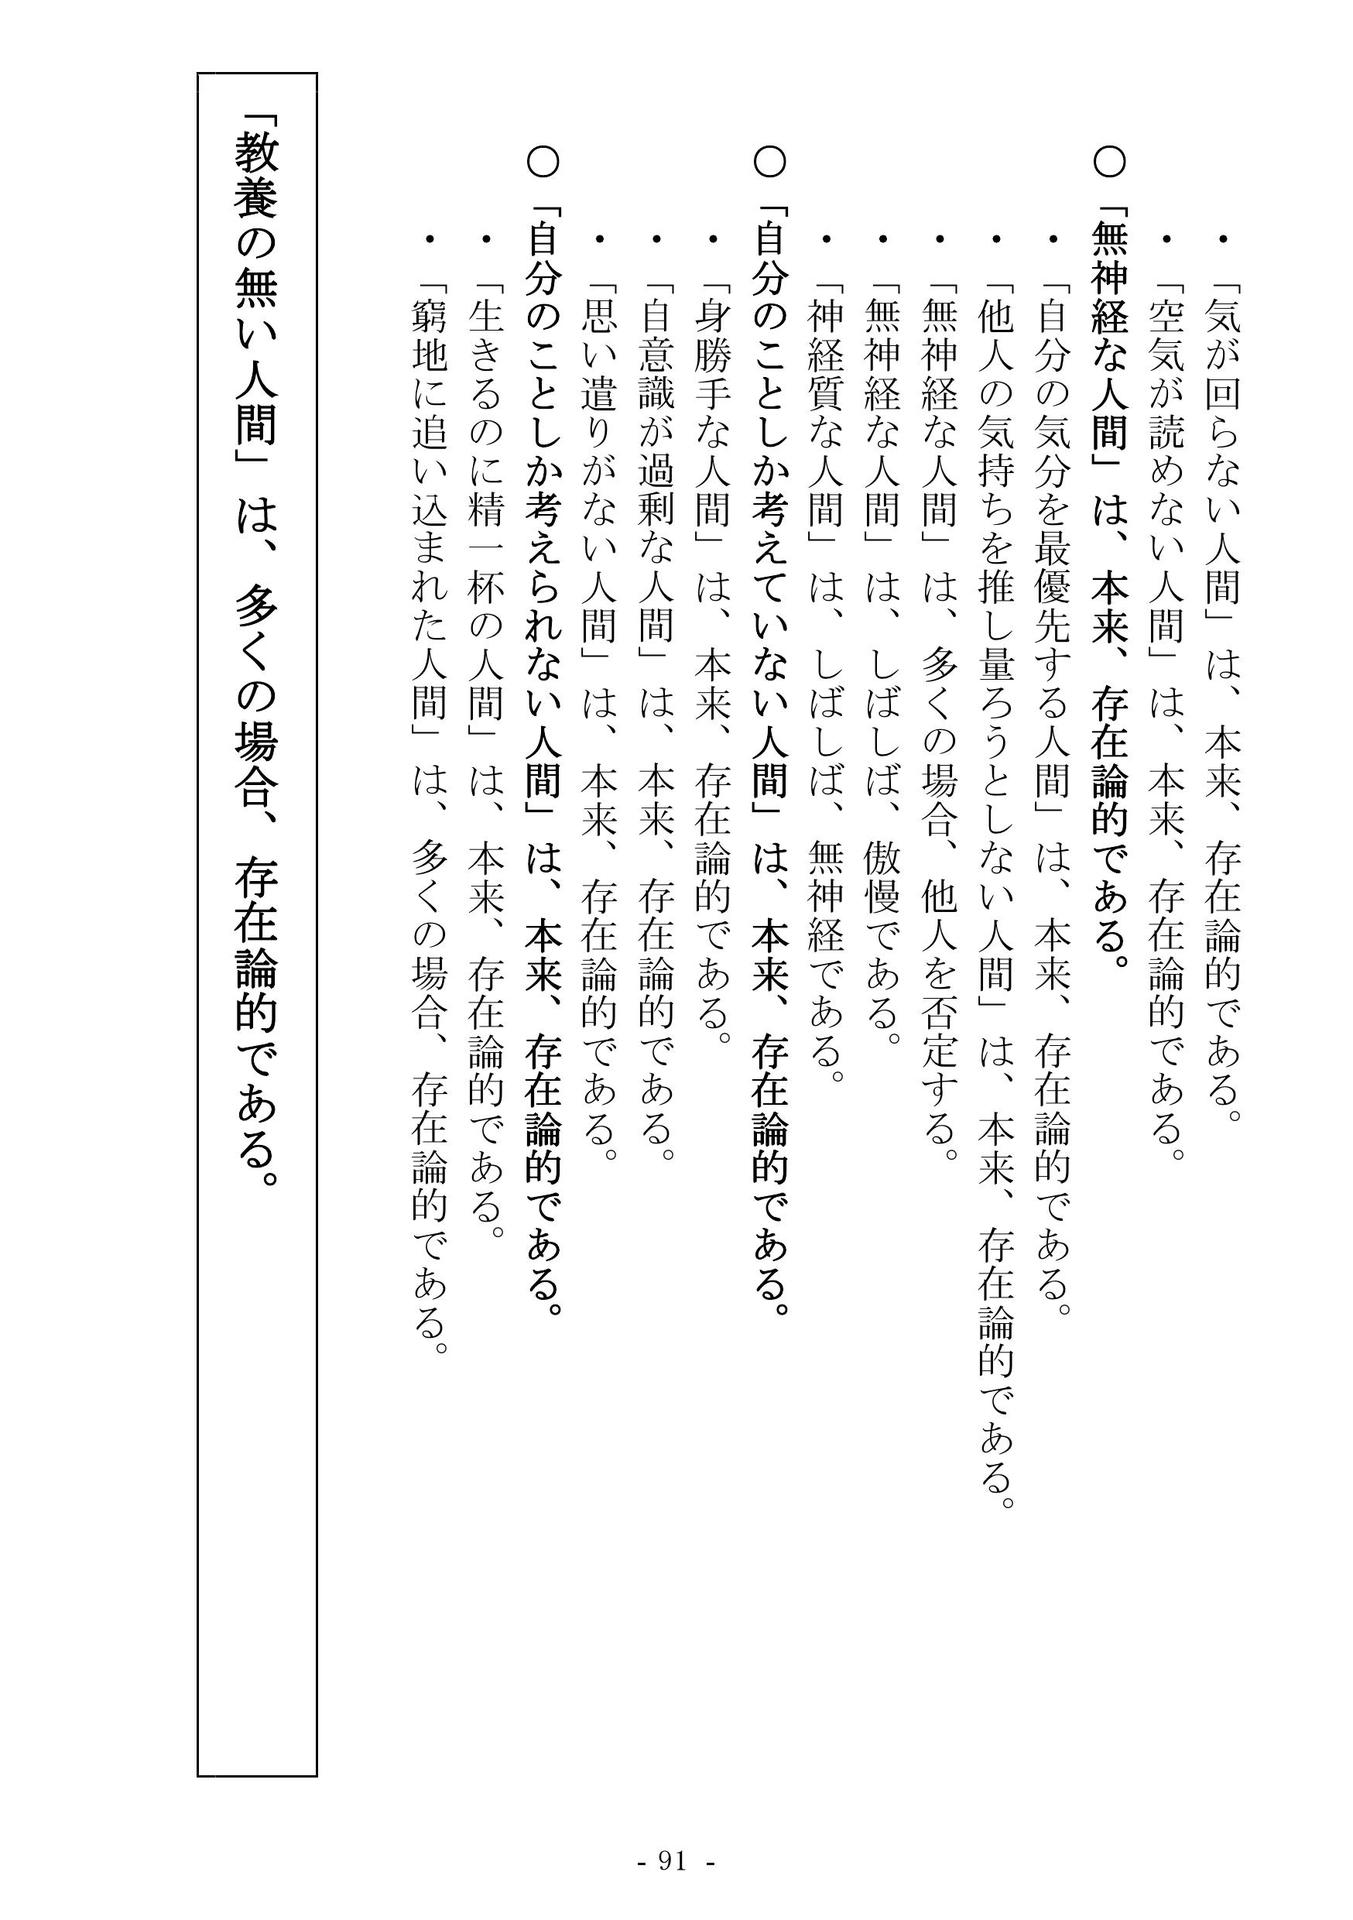 ・「気が回らない人間」は、本来、存在論的である。
・「空気が読めない人間」は、本来、存在論的である。
○「無神経な人間」は、本来、存在論的である。
・「自分の気分を最優先する人間」は、本来、存在論的である。
・「他人の気持ちを推し量ろうとしない人間」は、本来、存在論的である。
・「無神経な人間」は、多くの場合、他人を否定する。
・「無神経な人間」は、しばしば、傲慢である。
・「神経質な人間」は、しばしば、無神経である。
○「自分のことしか考えていない人間」は、本来、存在論的である。
・「身勝手な人間」は、本来、存在論的である。
・「自意識が過剰な人間」は、本来、存在論的である。
・「思い遣りがない人間」は、本来、存在論的である。
○「自分のことしか考えられない人間」は、本来、存在論的である。
・「生きるのに精一杯の人間」は、本来、存在論的である。
・「窮地に追い込まれた人間」は、多くの場合、存在論的である。
「教養の無い人間」は、多くの場合、存在論的である。
- 91 -